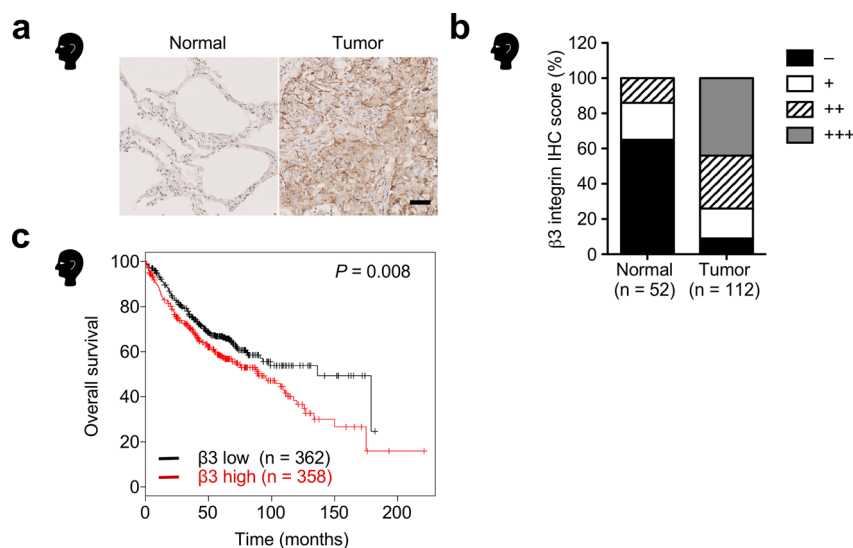 a
Normal
Tumor
b
β3 integrin IHC score (%)
120
100
80
60
40
20
0
Normal
(n = 52)
Tumor
(n = 112)
–
+
++
+++
c
Overall survival
100
80
60
40
20
0
P = 0.008
β3 low (n = 362)
β3 high (n = 358)
0
50
100
150
200
Time (months)